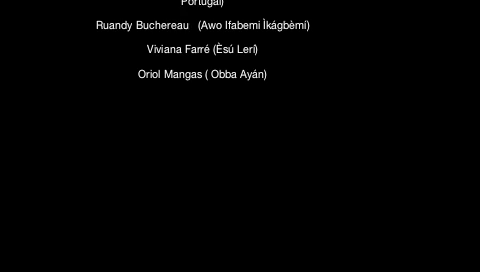 Portugal)
Ruandy Buchereau   (Awo Ifabemi Ìkágbèmí)
Viviana Farré (Èsú Lerí)
Oriol Mangas ( Obba Ayán)